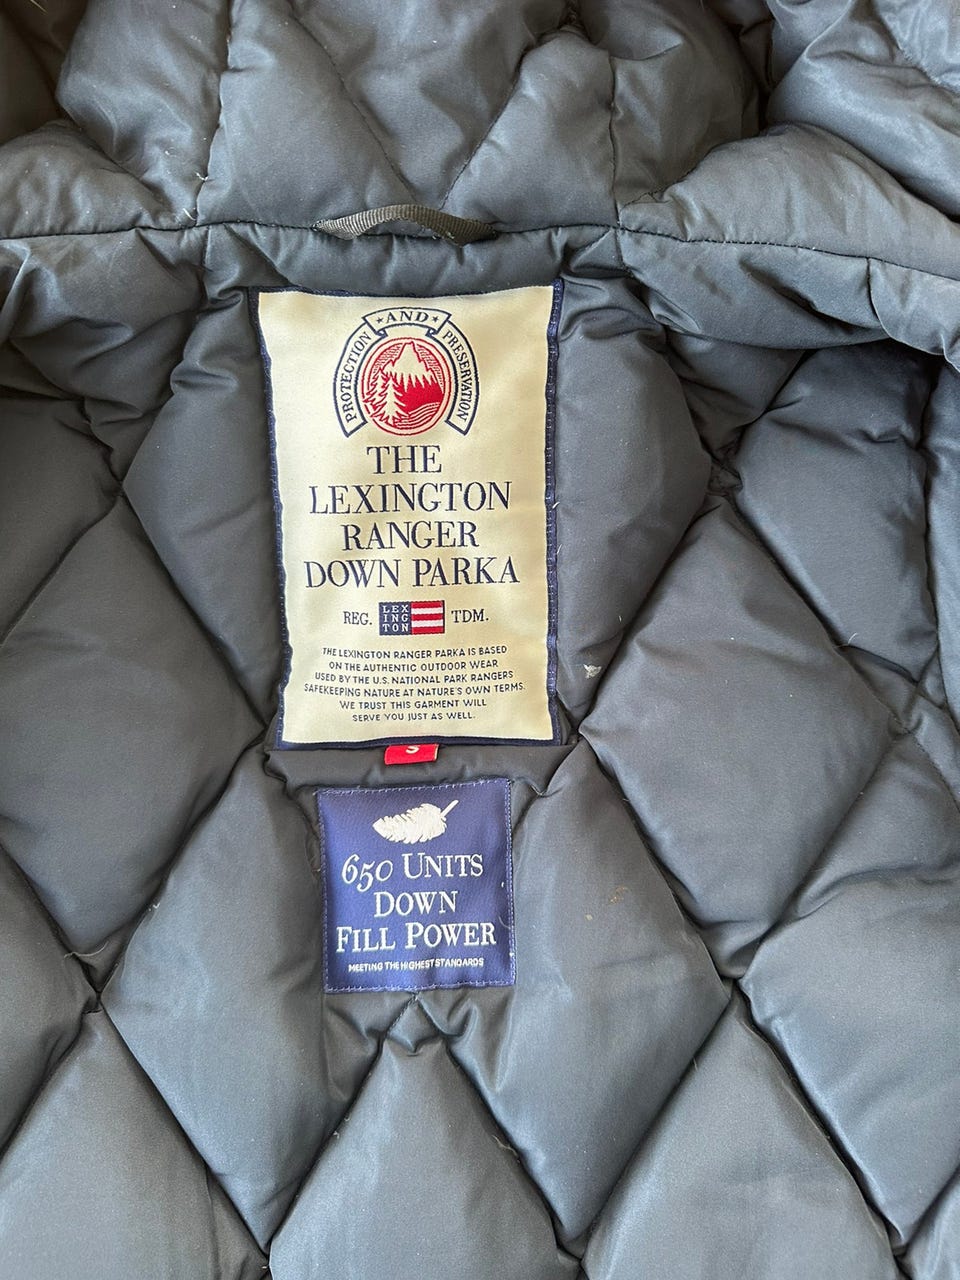 PROTECTION ★AND★ PRESERVATION
THE
LEXINGTON
RANGER
DOWN PARKA
REG. LEX TDM.
ING
TON
THE LEXINGTON RANGER PARKA IS BASED
ON THE AUTHENTIC OUTDOOR WEAR
USED BY THE U.S. NATIONAL PARK RANGERS
SAFEKEEPING NATURE AT NATURE'S OWN TERMS.
WE TRUST THIS GARMENT WILL
SERVE YOU JUST AS WELL.
S
650 UNITS
DOWN
FILL POWER
MEETING THE HIGHEST STANDARDS